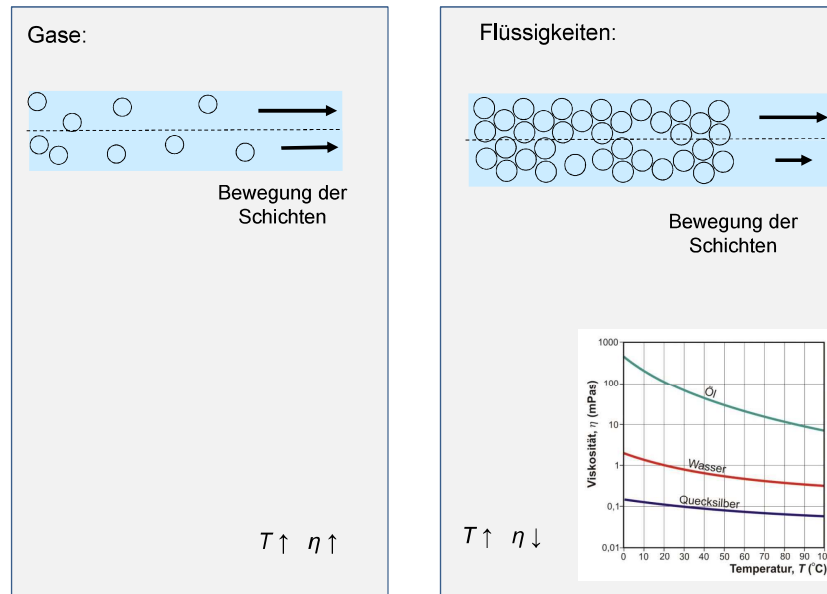 Gase:
Bewegung der
Schichten
T ↑ η ↑
Flüssigkeiten:
Bewegung der
Schichten
T ↑ η ↓
Viskosität, η (mPas)
1000
100
10
1
0,1
0,01
Öl
Wasser
Quecksilber
0 10 20 30 40 50 60 70 80 90 100
Temperatur, T (°C)